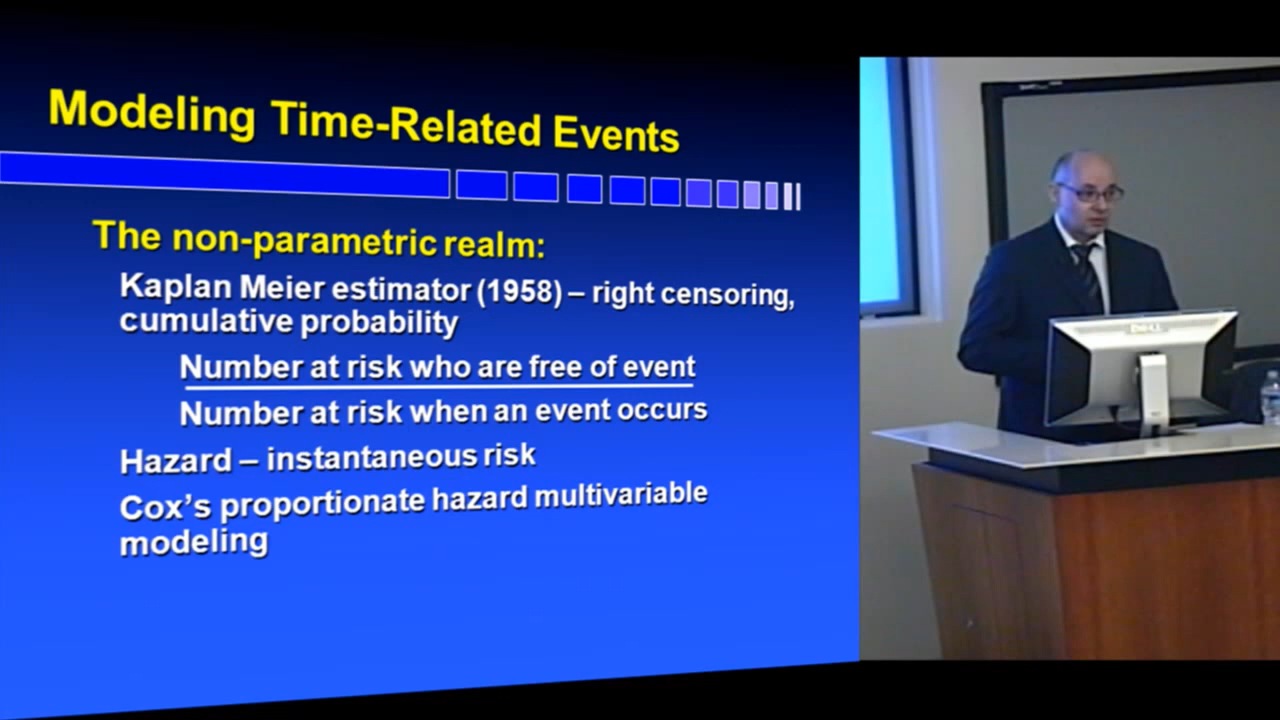 Modeling Time-Related Events
The non-parametric realm:
Kaplan Meier estimator (1958) – right censoring,
cumulative probability
Number at risk who are free of event
Number at risk when an event occurs
Hazard – instantaneous risk
Cox’s proportionate hazard multivariable
modeling
DELL